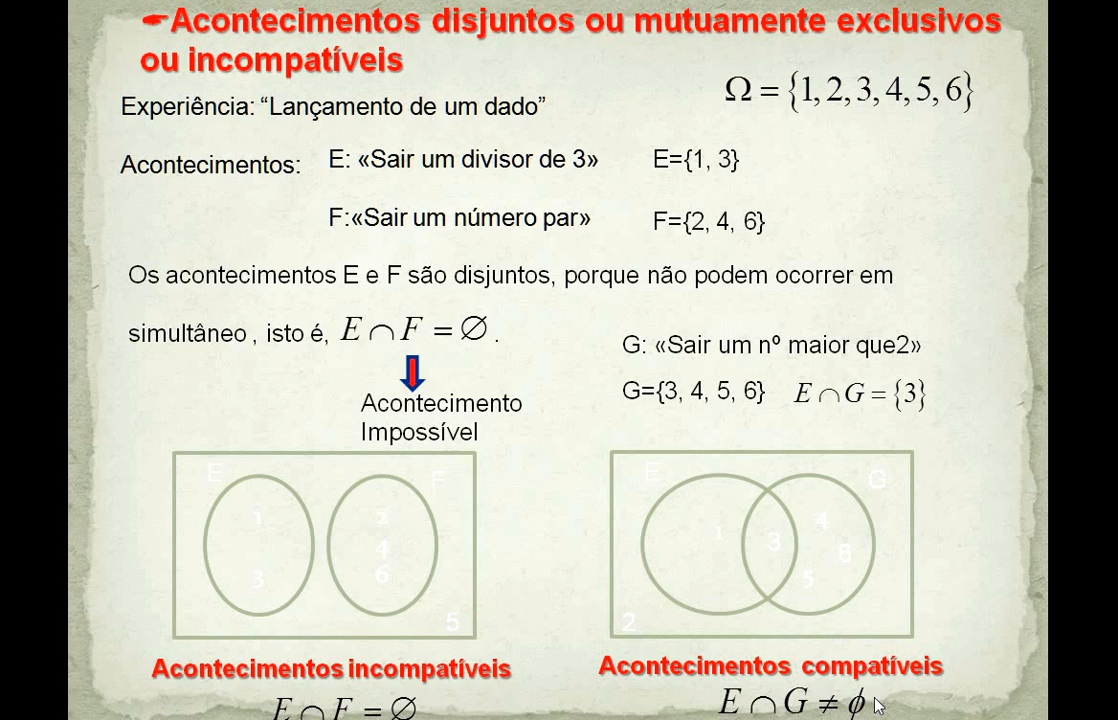 ☛Acontecimentos disjuntos ou mutuamente exclusivos
ou incompatíveis
Ω = {1, 2, 3, 4, 5, 6}
Experiência: “Lançamento de um dado”
Acontecimentos:
E: «Sair um divisor de 3»
E={1, 3}
F:«Sair um número par»
F={2, 4, 6}
Os acontecimentos E e F são disjuntos, porque não podem ocorrer em
simultâneo , isto é, E ∩ F = ∅ .
Acontecimento
Impossível
G: «Sair um nº maior que2»
G={3, 4, 5, 6}
E ∩ G = {3}
E
F
1
2
4
3
6
5
E
G
1
3
4
6
5
2
Acontecimentos incompatíveis
E ∩ F = ∅
Acontecimentos compatíveis
E ∩ G ≠ ϕ